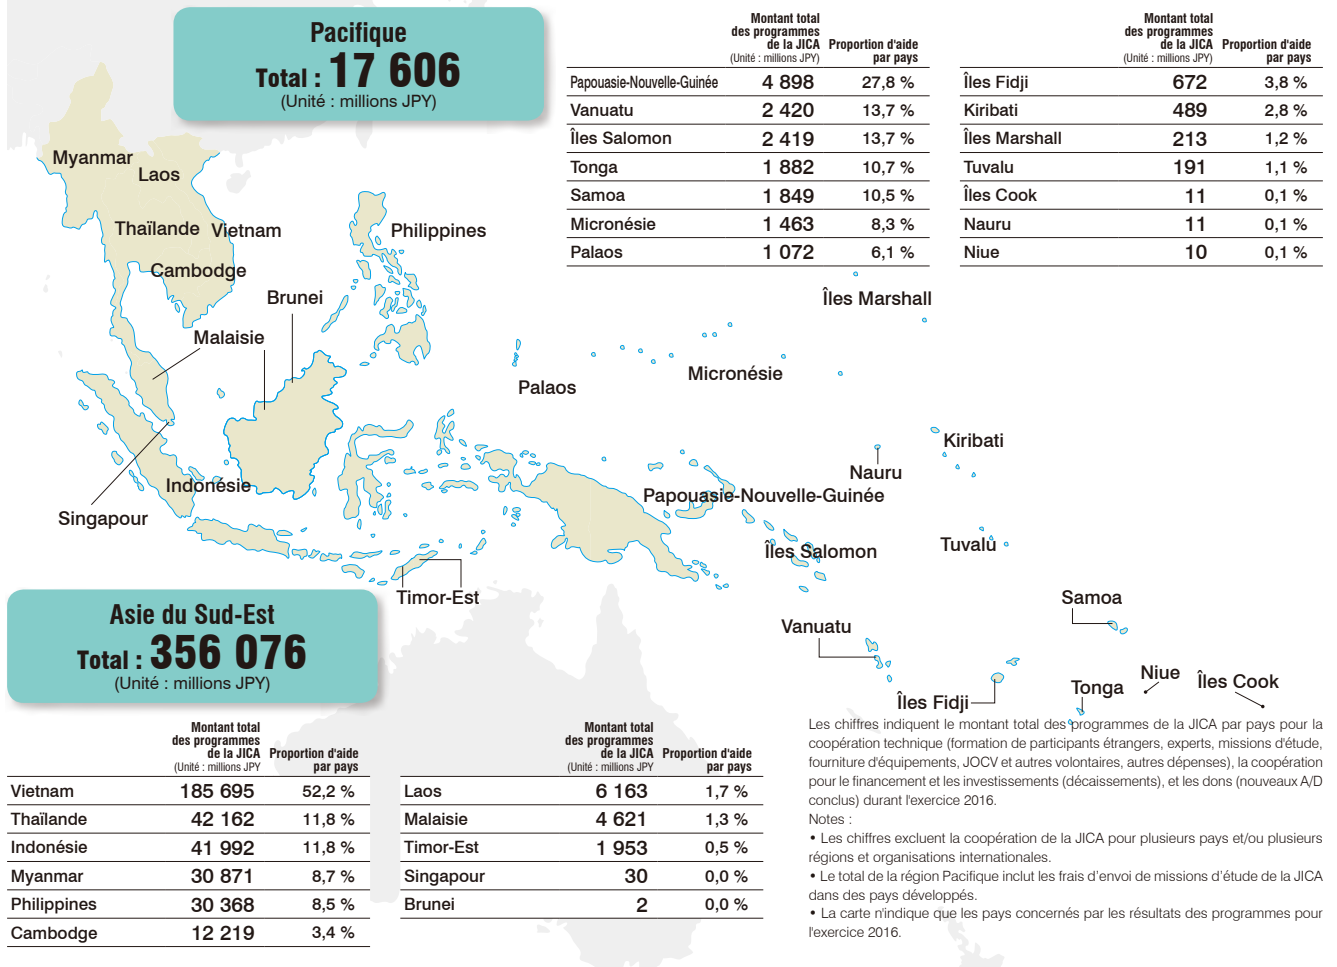 Pacifique
Total : 17 606
(Unité : millions JPY)
Montant total
des programmes
de la JICA Proportion d'aide
(Unité : millions JPY) par pays
Papouasie-Nouvelle-Guinée 4 898 27,8 %
Vanuatu 2 420 13,7 %
Îles Salomon 2 419 13,7 %
Tonga 1 882 10,7 %
Samoa 1 849 10,5 %
Micronésie 1 463 8,3 %
Palaos 1 072 6,1 %
Montant total
des programmes
de la JICA Proportion d'aide
(Unité : millions JPY) par pays
Îles Fidji 672 3,8 %
Kiribati 489 2,8 %
Îles Marshall 213 1,2 %
Tuvalu 191 1,1 %
Îles Cook 11 0,1 %
Nauru 11 0,1 %
Niue 10 0,1 %
Myanmar
Laos
Thaïlande
Vietnam
Philippines
Cambodge
Brunei
Malaisie
Îles Marshall
Micronésie
Palaos
Kiribati
Nauru
Indonésie
Papouasie-Nouvelle-Guinée
Singapour
Îles Salomon
Tuvalu
Timor-Est
Samoa
Vanuatu
Niue
Îles Cook
Tonga
Îles Fidji
Asie du Sud-Est
Total : 356 076
(Unité : millions JPY)
Montant total
des programmes
de la JICA Proportion d'aide
(Unité : millions JPY par pays
Vietnam 185 695 52,2 %
Thaïlande 42 162 11,8 %
Indonésie 41 992 11,8 %
Myanmar 30 871 8,7 %
Philippines 30 368 8,5 %
Cambodge 12 219 3,4 %
Montant total
des programmes
de la JICA Proportion d'aide
(Unité : millions JPY par pays
Laos 6 163 1,7 %
Malaisie 4 621 1,3 %
Timor-Est 1 953 0,5 %
Singapour 30 0,0 %
Brunei 2 0,0 %
Les chiffres indiquent le montant total des programmes de la JICA par pays pour la
coopération technique (formation de participants étrangers, experts, missions d'étude,
fourniture d'équipements, JOCV et autres volontaires, autres dépenses), la coopération
pour le financement et les investissements (décaissements), et les dons (nouveaux A/D
conclus) durant l'exercice 2016.
Notes :
• Les chiffres excluent la coopération de la JICA pour plusieurs pays et/ou plusieurs
régions et organisations internationales.
• Le total de la région Pacifique inclut les frais d'envoi de missions d'étude de la JICA
dans des pays développés.
• La carte n'indique que les pays concernés par les résultats des programmes pour
l'exercice 2016.